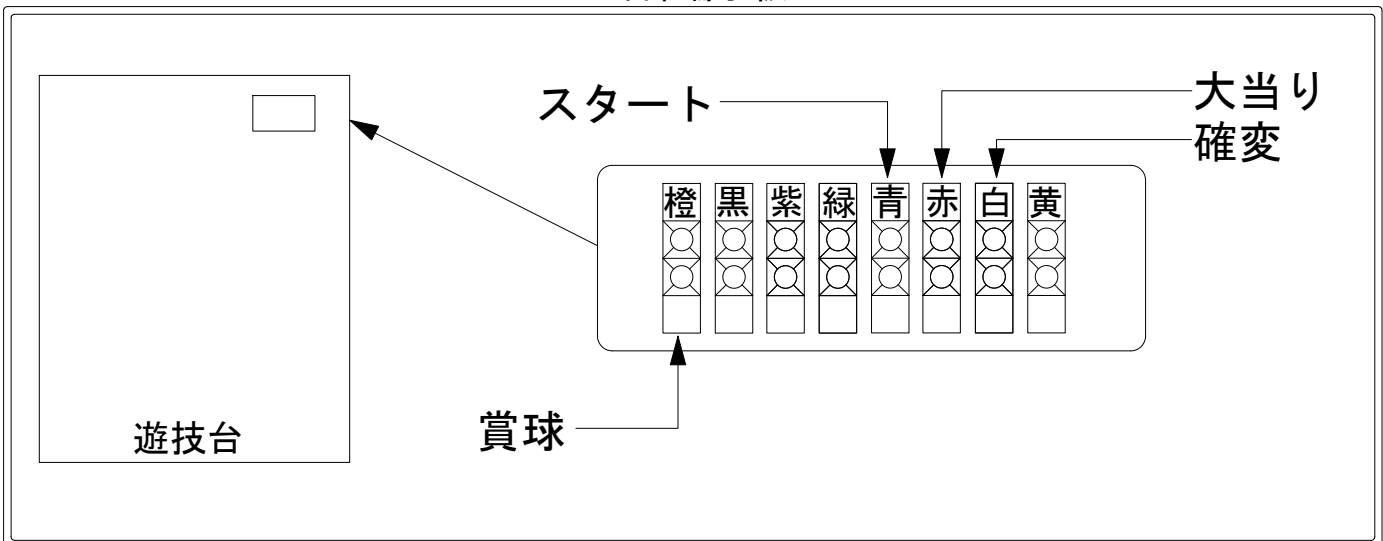 スタート
大当り
確変
橙 黒 紫 緑 青 赤 白 黄
賞球
遊技台